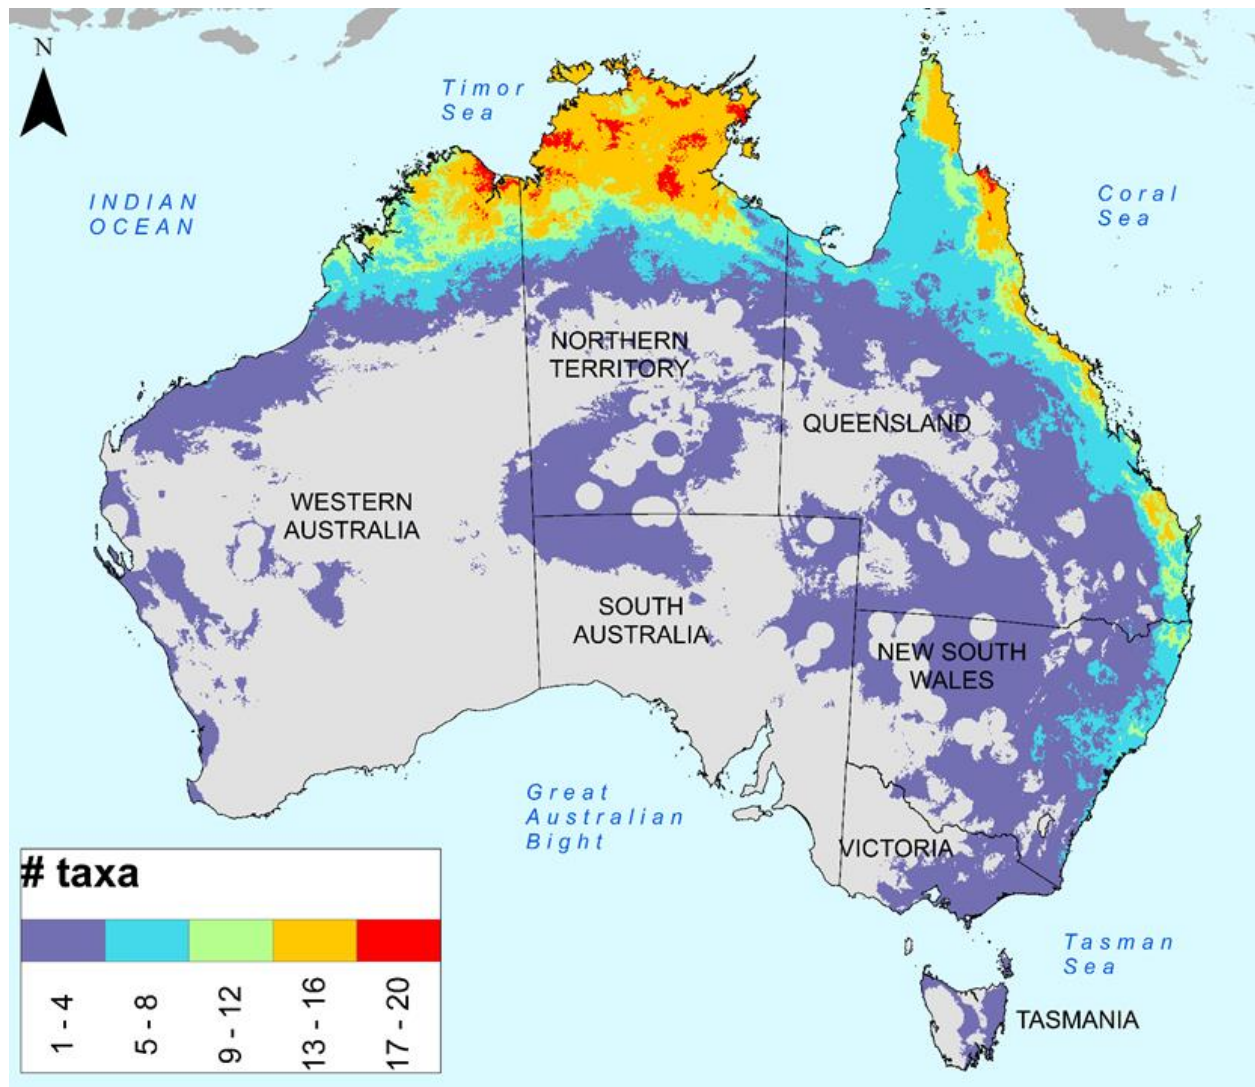 N
Timor
Sea
INDIAN
OCEAN
Coral
Sea
NORTHERN
TERRITORY
QUEENSLAND
WESTERN
AUSTRALIA
SOUTH
AUSTRALIA
NEW SOUTH
WALES
Great
Australian
Bight
VICTORIA
# taxa
Tasman
Sea
TASMANIA
1 - 4
5 - 8
9 - 12
13 - 16
17 - 20